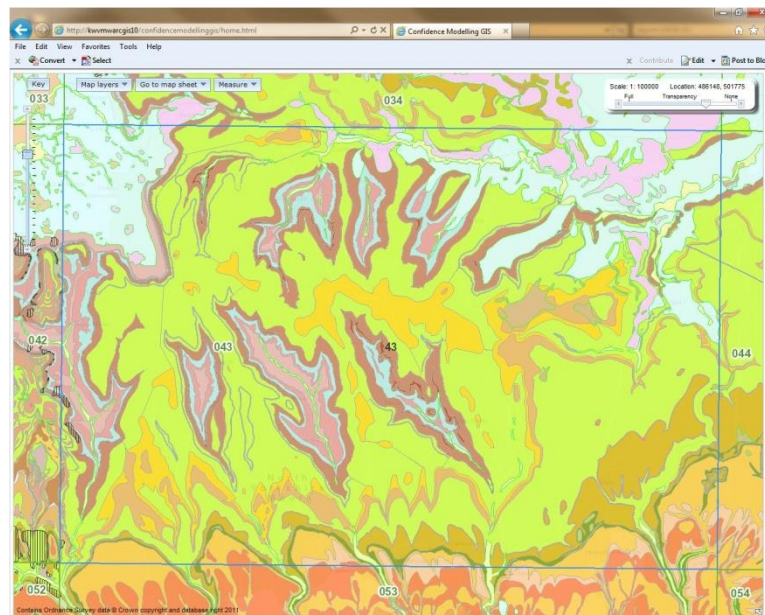 http://kwvmwarcgis10/confidencemodellinggis/home.html
Confidence Modelling GIS
File Edit View Favorites Tools Help
x Convert Select
x Contribute Edit Post to Blo
Key Map layers Go to map sheet Measure
Scale: 1: 100000 Location: 486148, 501775
Full Transparency None
033
034
042
043
43
044
052
053
054
Contains Ordnance Survey data © Crown copyright and database right 2011